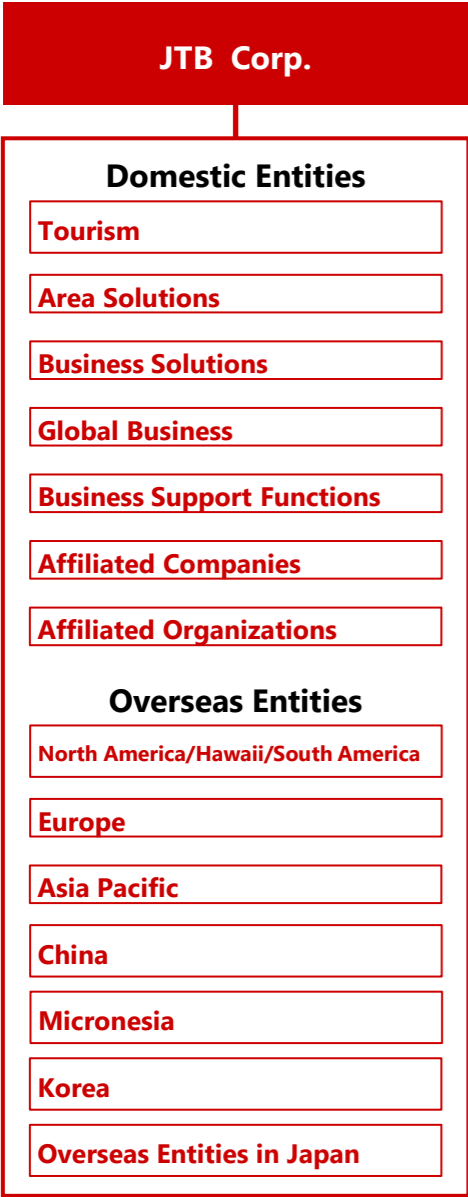 JTB Corp.
Domestic Entities
Tourism
Area Solutions
Business Solutions
Global Business
Business Support Functions
Affiliated Companies
Affiliated Organizations
Overseas Entities
North America/Hawaii/South America
Europe
Asia Pacific
China
Micronesia
Korea
Overseas Entities in Japan